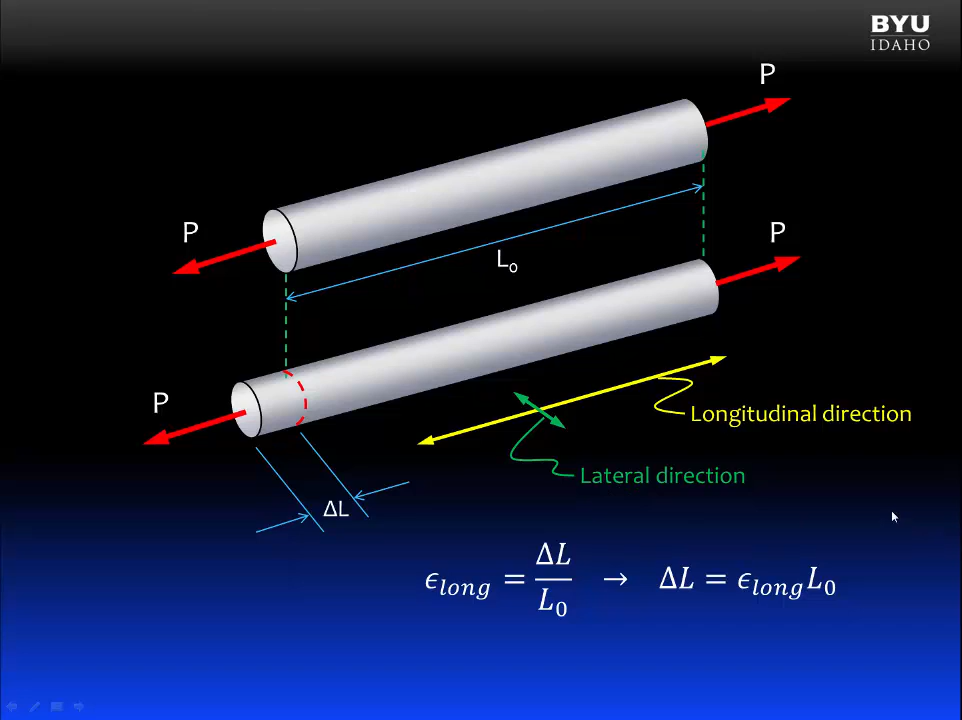 BYU
IDAHO
P
P
L₀
P
P
Longitudinal direction
Lateral direction
ΔL
ϵ_long = ΔL/L₀ → ΔL = ϵ_long L₀